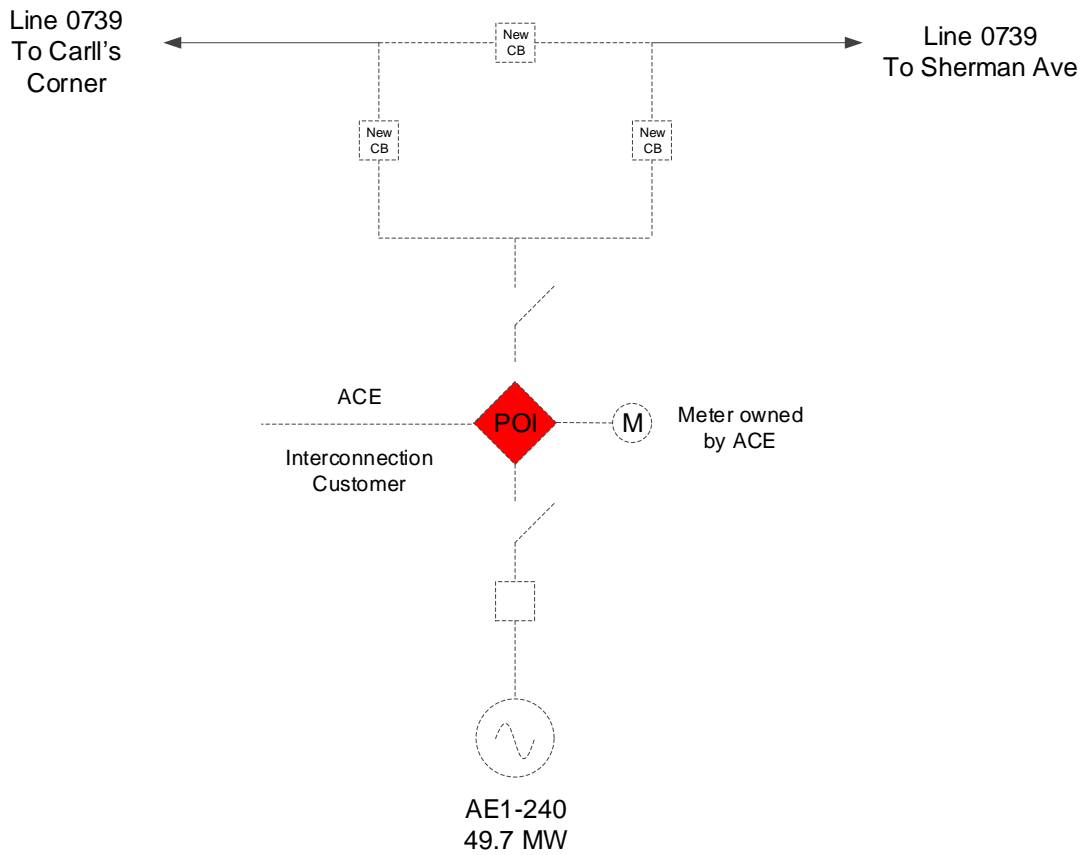 Line 0739
To Carll's
Corner
New
CB
Line 0739
To Sherman Ave
New
CB
New
CB
ACE
POI
M
Meter owned
by ACE
Interconnection
Customer
AE1-240
49.7 MW